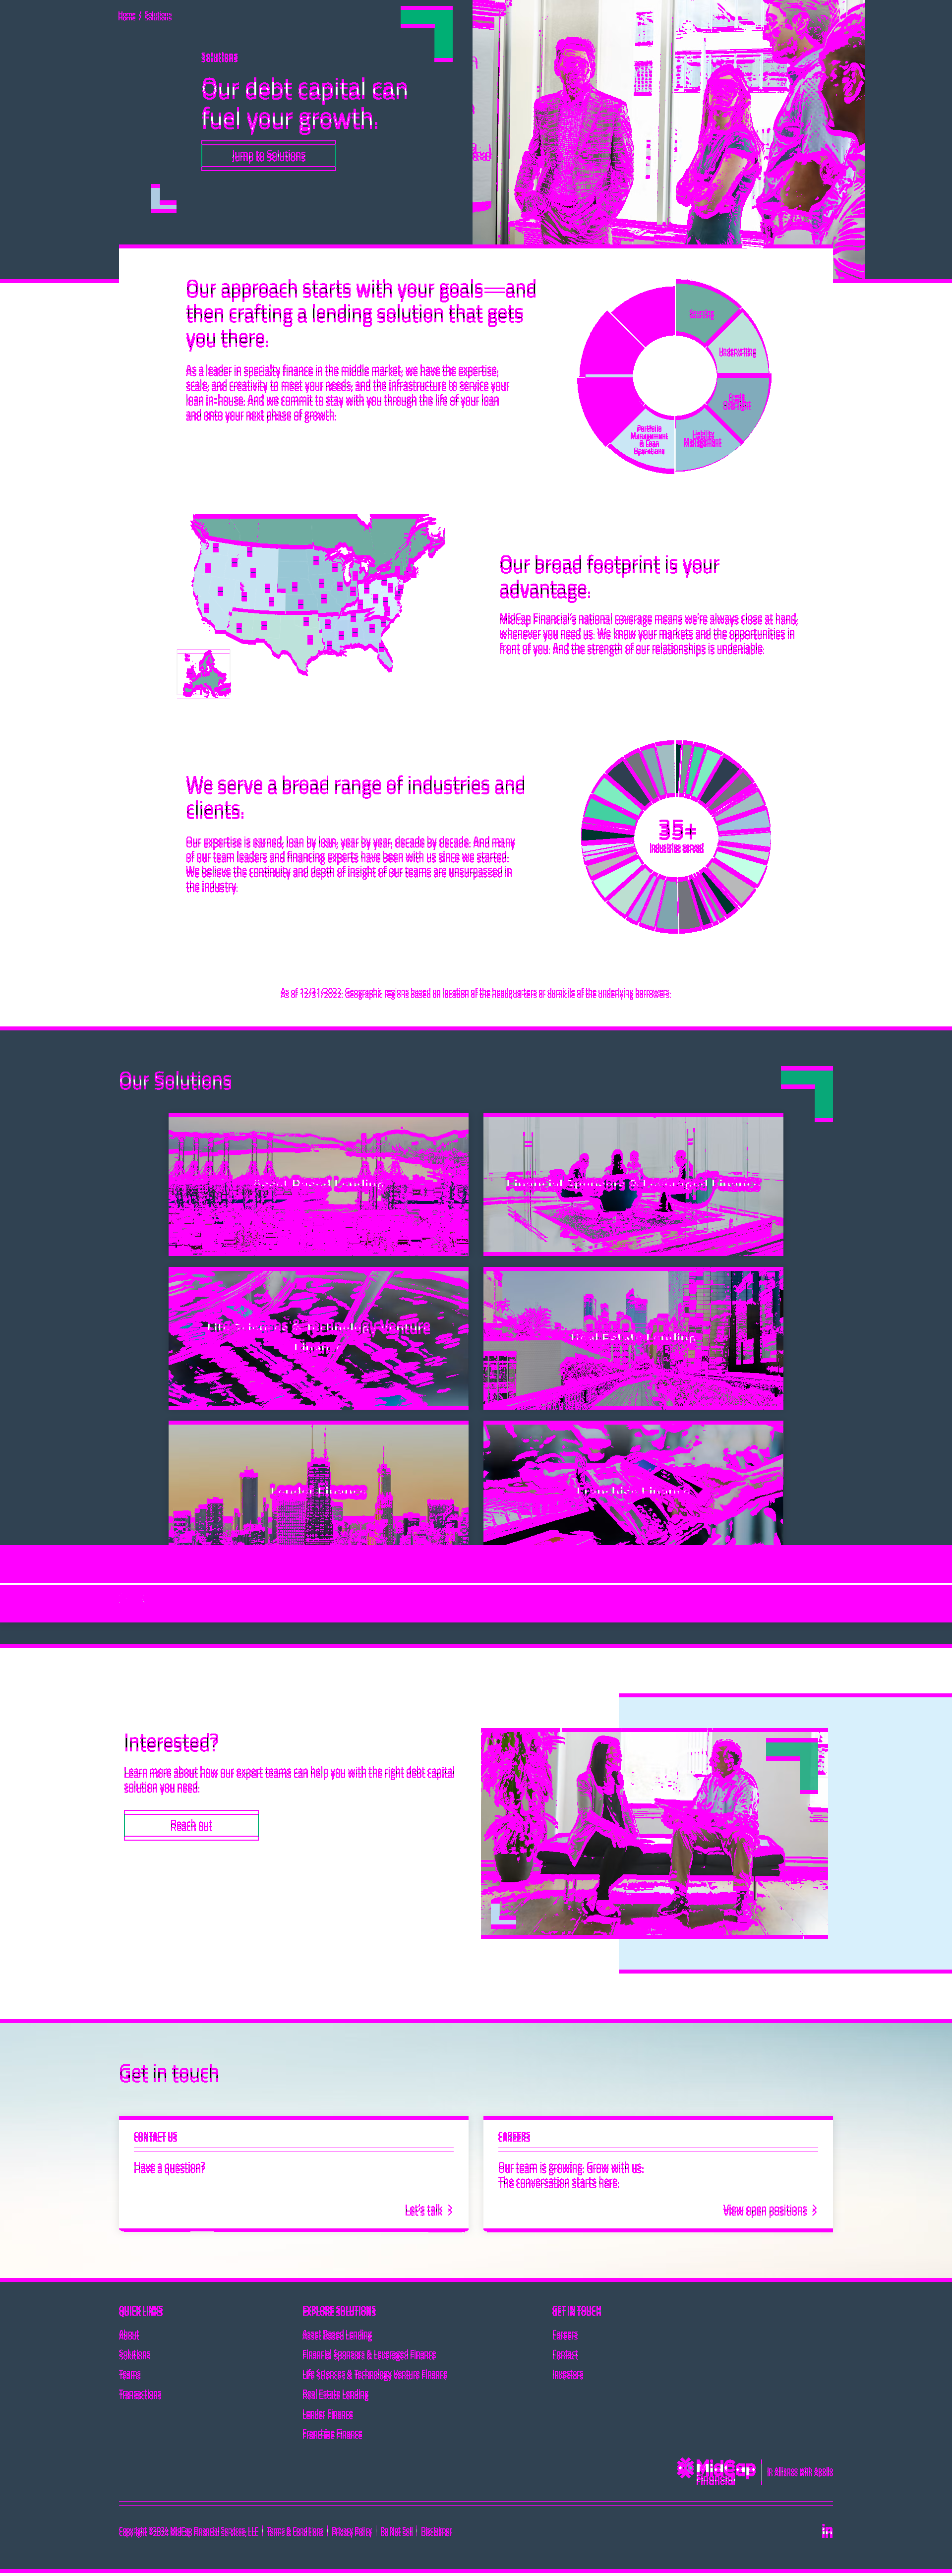 Home / Solutions
Solutions
Our debt capital can
fuel your growth.
Jump to Solutions
Our approach starts with your goals—and
then crafting a lending solution that gets
you there.
As a leader in specialty finance in the middle market, we have the expertise,
scale, and creativity to meet your needs, and the infrastructure to service your
loan in-house. And we commit to stay with you through the life of your loan
and onto your next phase of growth.
Sourcing
Underwriting
Credit
Oversight
Liability
Management
Portfolio
Management
& Loan
Operations
Our broad footprint is your
advantage.
MidCap Financial's national coverage means we're always close at hand,
whenever you need us. We know your markets and the opportunities in
front of you. And the strength of our relationships is undeniable.
We serve a broad range of industries and
clients.
Our expertise is earned, loan by loan, year by year, decade by decade. And many
of our team leaders and financing experts have been with us since we started.
We believe the continuity and depth of insight of our teams are unsurpassed in
the industry.
35+
Industries served
Geographic regions based on location of the headquarters or domicile of the underlying borrowers.
Our Solutions
Asset Based Lending
Financial Sponsors & Leveraged Finance
Life Sciences & Technology Venture
Finance
Real Estate Lending
Lender Finance
Franchise Finance
Interested?
Learn more about how our expert teams can help you with the right debt capital
solution you need.
Reach out
Get in touch
CONTACT US
Have a question?
Let's talk
CAREERS
Our team is growing. Grow with us.
The conversation starts here.
View open positions
QUICK LINKS
About
Solutions
Teams
Transactions
EXPLORE SOLUTIONS
Asset Based Lending
Financial Sponsors & Leveraged Finance
Life Sciences & Technology Venture Finance
Real Estate Lending
Lender Finance
Franchise Finance
GET IN TOUCH
Careers
Contact
Investors
MidCap
FINANCIAL
In Alliance with Apollo
MidCap Financial Services, LLC | Terms & Conditions | Privacy Policy | Do Not Sell | Disclaimer
in